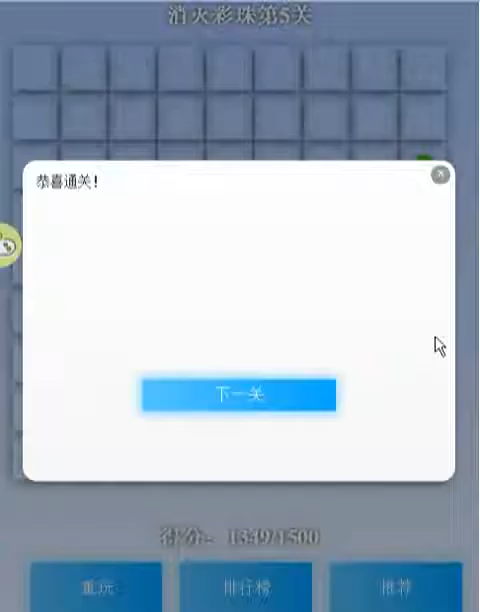 消灭彩珠第5关
恭喜通关!
下一关
得分: 1349/1500
重玩
排行榜
推荐